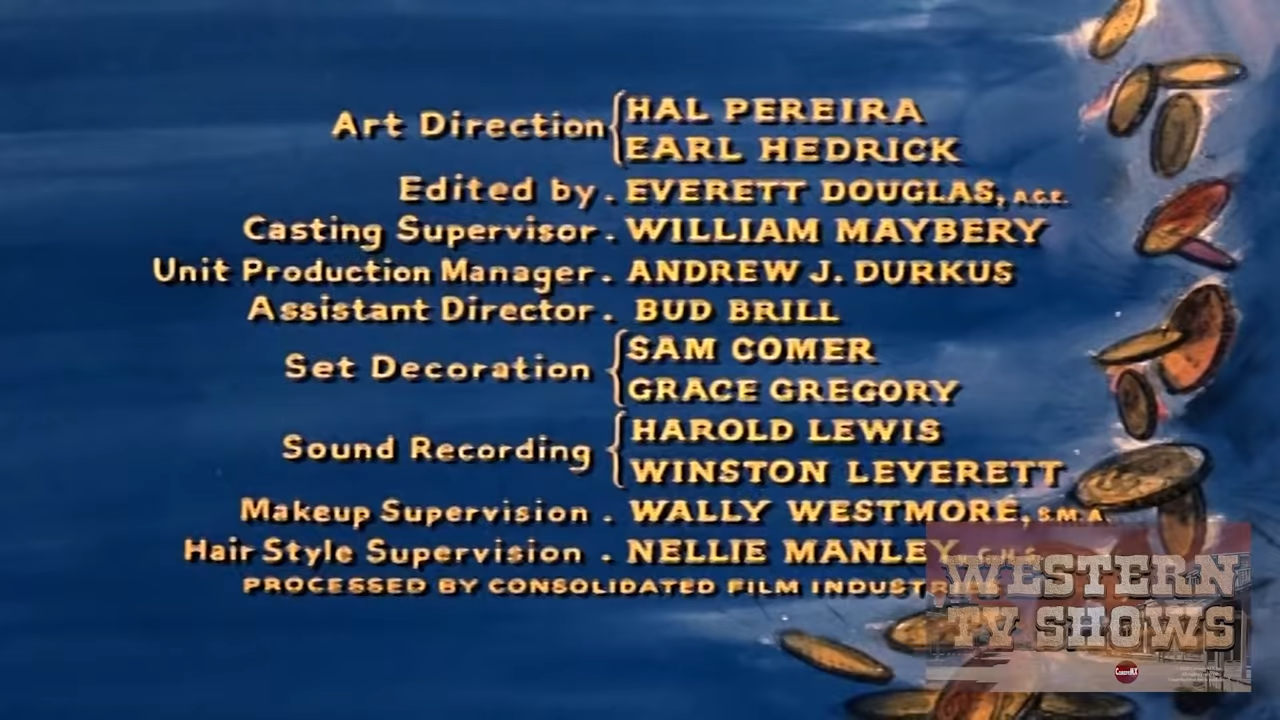 Art Direction { HAL PEREIRA
EARL HEDRICK
Edited by . EVERETT DOUGLAS, A.C.E.
Casting Supervisor . WILLIAM MAYBERY
Unit Production Manager . ANDREW J. DURKUS
Assistant Director . BUD BRILL
Set Decoration { SAM COMER
GRACE GREGORY
Sound Recording { HAROLD LEWIS
WINSTON LEVERETT
Makeup Supervision . WALLY WESTMORE, S.M.A.
Hair Style Supervision . NELLIE MANLEY,
PROCESSED BY CONSOLIDATED FILM
WESTERN
TV SHOWS